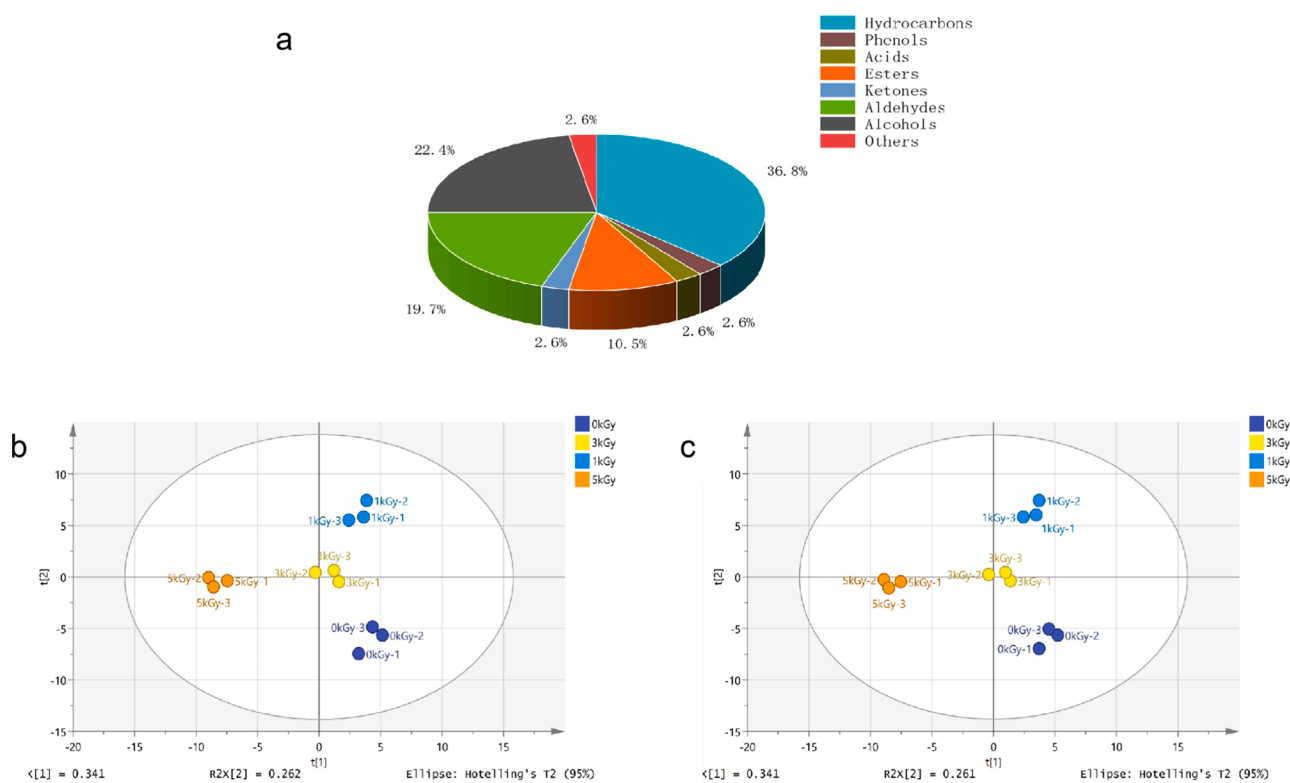 a
Hydrocarbons
Phenols
Acids
Esters
Ketones
Aldehydes
Alcohols
Others
2.6%
22.4%
36.8%
19.7%
2.6%
10.5%
2.6%
2.6%
b
0kGy
3kGy
1kGy
5kGy
t[2]
10
5
0
-5
-10
-15
1kGy-2
1kGy-3
1kGy-1
3kGy-3
3kGy-2
3kGy-1
5kGy-2
5kGy-1
5kGy-3
0kGy-3
0kGy-2
0kGy-1
-20 -15 -10 -5 0 5 10 15
t[1]
X[1] = 0.341 R2X[2] = 0.262 Ellipse: Hotelling's T2 (95%)
c
0kGy
3kGy
1kGy
5kGy
t[2]
10
5
0
-5
-10
-15
1kGy-2
1kGy-3
1kGy-1
3kGy-3
3kGy-2
3kGy-1
5kGy-2
5kGy-1
5kGy-3
0kGy-3
0kGy-2
0kGy-1
-20 -15 -10 -5 0 5 10 15
t[1]
X[1] = 0.341 R2X[2] = 0.261 Ellipse: Hotelling's T2 (95%)